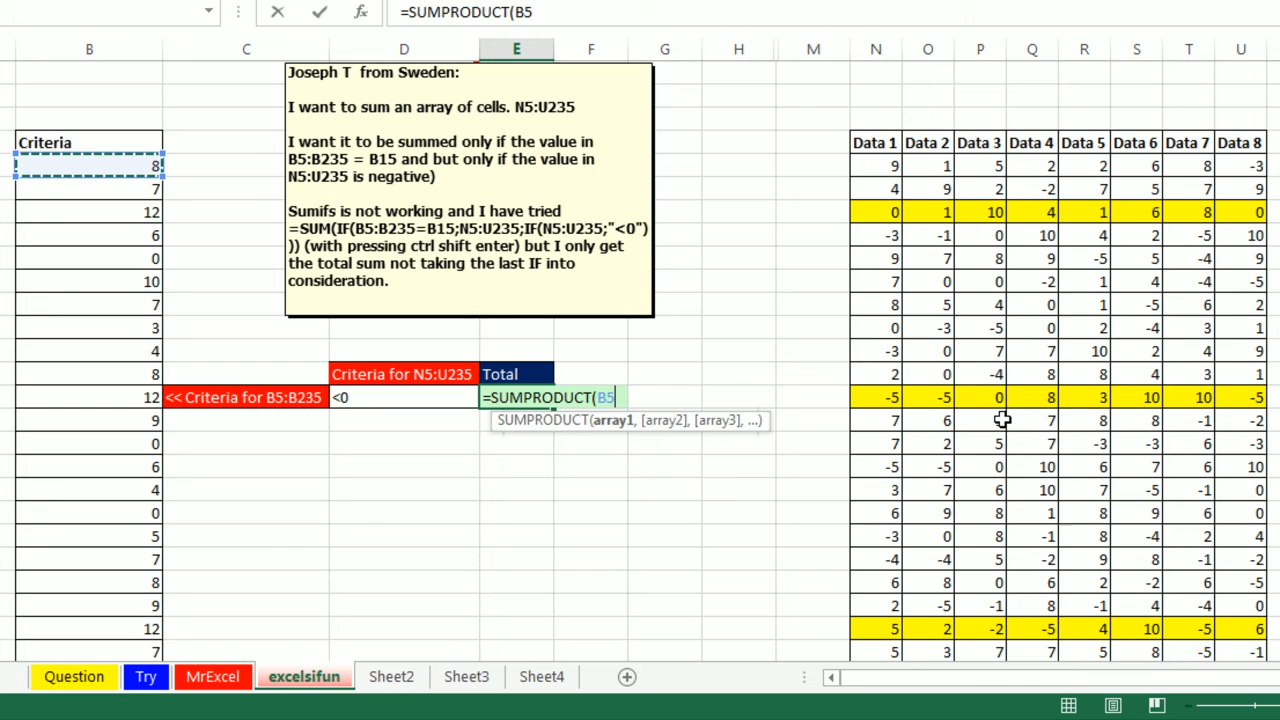 =SUMPRODUCT(B5
B C D E F G H M N O P Q R S T U
Joseph T from Sweden:
I want to sum an array of cells. N5:U235
I want it to be summed only if the value in
B5:B235 = B15 and but only if the value in
N5:U235 is negative)
Sumifs is not working and I have tried
=SUM(IF(B5:B235=B15;N5:U235;IF(N5:U235;"<0")
)) (with pressing ctrl shift enter) but I only get
the total sum not taking the last IF into
consideration.
Criteria Data 1 Data 2 Data 3 Data 4 Data 5 Data 6 Data 7 Data 8
8 9 1 5 2 2 6 8 -3
7 4 9 2 -2 7 5 7 9
12 0 1 10 4 1 6 8 0
6 -3 -1 0 10 4 2 -5 10
0 9 7 8 9 -5 5 -4 9
10 7 0 0 -2 1 4 -4 -5
7 8 5 4 0 1 -5 6 2
3 0 -3 -5 0 2 -4 3 1
4 -3 0 7 7 10 2 4 9
8 Criteria for N5:U235 Total 2 0 -4 8 8 4 3 1
12 << Criteria for B5:B235 <0 =SUMPRODUCT(B5 -5 -5 0 8 3 10 10 -5
SUMPRODUCT(array1, [array2], [array3], ...)
9 7 6 7 8 8 -1 -2
0 7 2 5 7 -3 -3 6 -3
6 -5 -5 0 10 6 7 6 10
4 3 7 6 10 7 -5 -1 0
0 6 9 8 1 8 9 6 0
5 -3 0 8 -1 8 -4 2 4
7 -4 -4 5 -2 9 8 -1 -2
8 6 8 0 6 2 -2 6 -5
9 2 -5 -1 8 -1 4 -4 0
12 5 2 -2 -5 4 10 -5 6
7 5 3 7 7 5 8 -5 -1
Question Try MrExcel excelsifun Sheet2 Sheet3 Sheet4